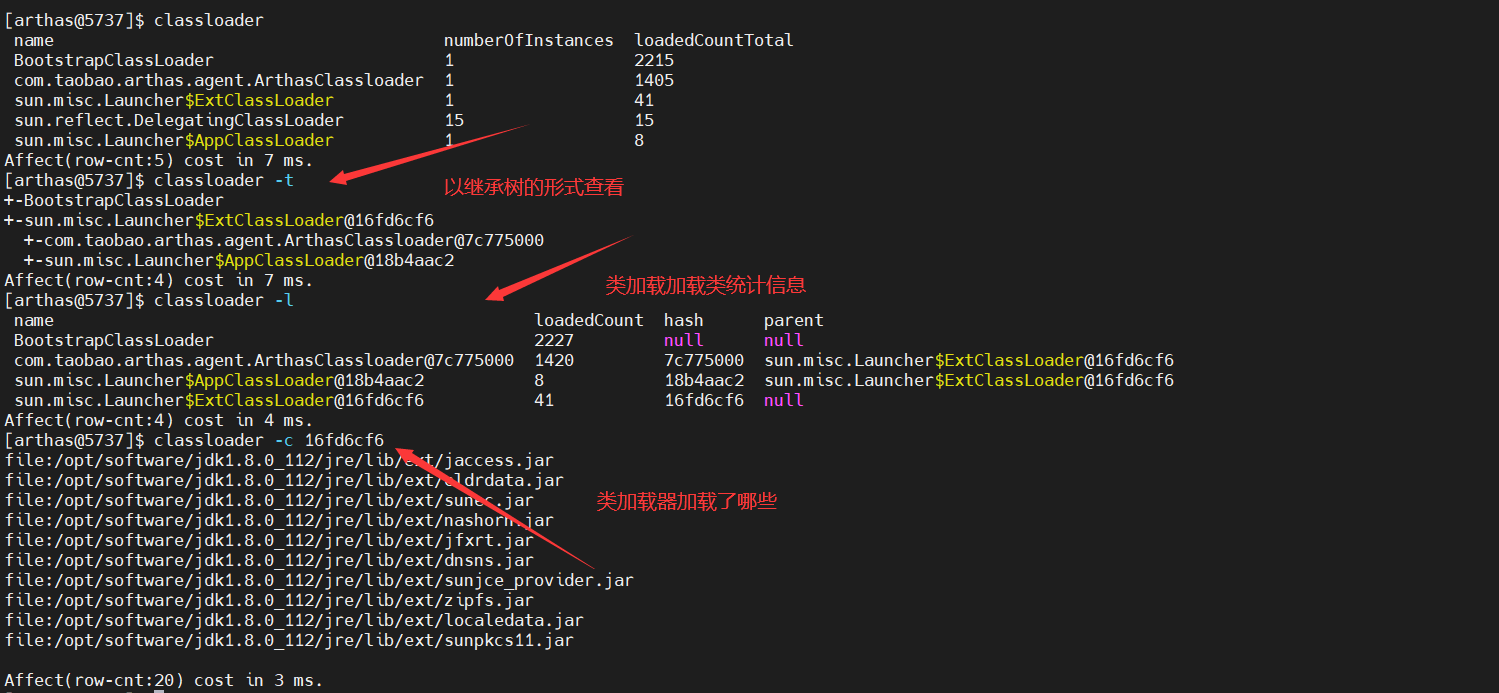 [arthas@5737]$ classloader
name numberOfInstances loadedCountTotal
BootstrapClassLoader 1 2215
com.taobao.arthas.agent.ArthasClassloader 1 1405
sun.misc.Launcher$ExtClassLoader 1 41
sun.reflect.DelegatingClassLoader 15 15
sun.misc.Launcher$AppClassLoader 1 8
Affect(row-cnt:5) cost in 7 ms.
[arthas@5737]$ classloader -t
以继承树的形式查看
+-BootstrapClassLoader
+-sun.misc.Launcher$ExtClassLoader@16fd6cf6
+-com.taobao.arthas.agent.ArthasClassloader@7c775000
+-sun.misc.Launcher$AppClassLoader@18b4aac2
Affect(row-cnt:4) cost in 7 ms.
类加载加载类统计信息
[arthas@5737]$ classloader -l
name loadedCount hash parent
BootstrapClassLoader 2227 null null
com.taobao.arthas.agent.ArthasClassloader@7c775000 1420 7c775000 sun.misc.Launcher$ExtClassLoader@16fd6cf6
sun.misc.Launcher$AppClassLoader@18b4aac2 8 18b4aac2 sun.misc.Launcher$ExtClassLoader@16fd6cf6
sun.misc.Launcher$ExtClassLoader@16fd6cf6 41 16fd6cf6 null
Affect(row-cnt:4) cost in 4 ms.
[arthas@5737]$ classloader -c 16fd6cf6
file:/opt/software/jdk1.8.0_112/jre/lib/ext/jaccess.jar
file:/opt/software/jdk1.8.0_112/jre/lib/ext/cldrdata.jar
file:/opt/software/jdk1.8.0_112/jre/lib/ext/sunec.jar
类加载器加载了哪些
file:/opt/software/jdk1.8.0_112/jre/lib/ext/nashorn.jar
file:/opt/software/jdk1.8.0_112/jre/lib/ext/jfxrt.jar
file:/opt/software/jdk1.8.0_112/jre/lib/ext/dnsns.jar
file:/opt/software/jdk1.8.0_112/jre/lib/ext/sunjce_provider.jar
file:/opt/software/jdk1.8.0_112/jre/lib/ext/zipfs.jar
file:/opt/software/jdk1.8.0_112/jre/lib/ext/localedata.jar
file:/opt/software/jdk1.8.0_112/jre/lib/ext/sunpkcs11.jar
Affect(row-cnt:20) cost in 3 ms.